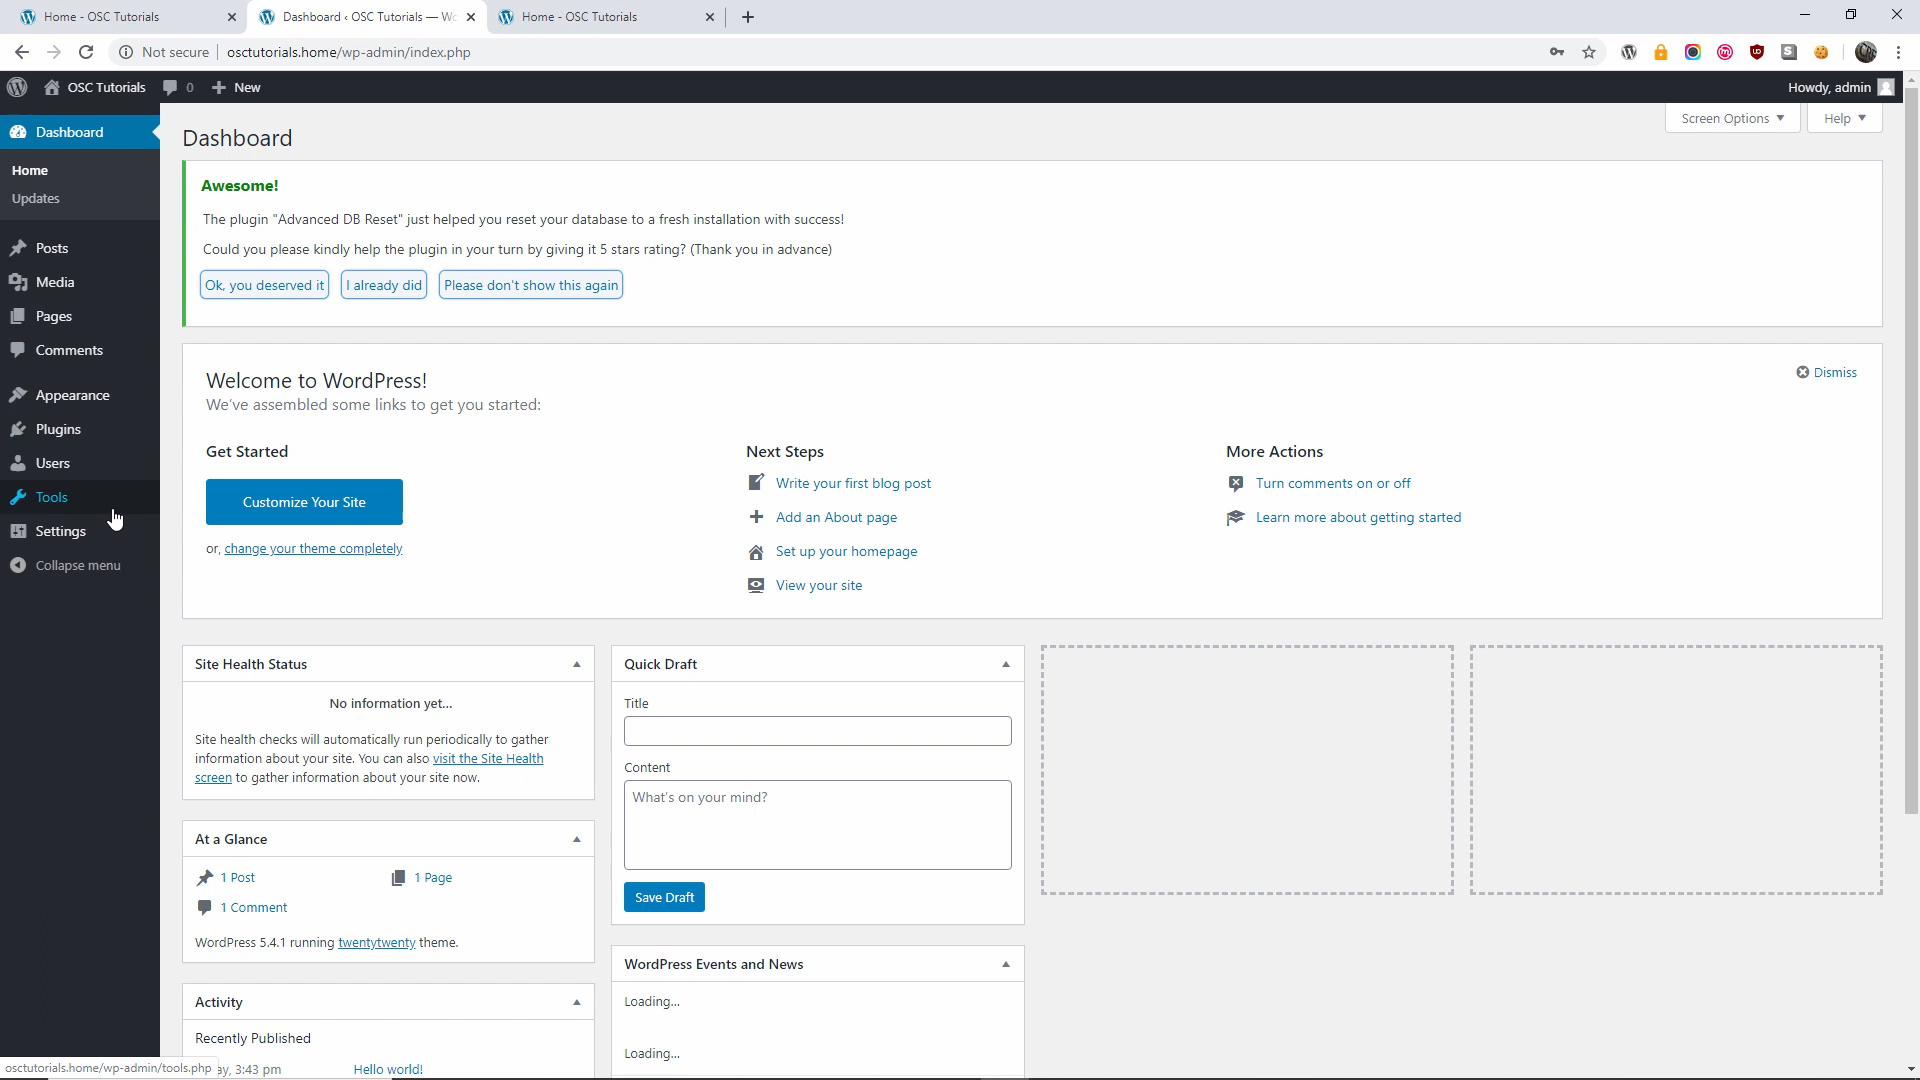 Home - OSC Tutorials
Dashboard ‹ OSC Tutorials — Wo
Home - OSC Tutorials
Not secure
osctutorials.home/wp-admin/index.php
OSC Tutorials
0
New
Howdy, admin
Dashboard
Home
Updates
Posts
Media
Pages
Comments
Appearance
Plugins
Users
Tools
Settings
Collapse menu
Screen Options
Help
Dashboard
Awesome!
The plugin "Advanced DB Reset" just helped you reset your database to a fresh installation with success!
Could you please kindly help the plugin in your turn by giving it 5 stars rating? (Thank you in advance)
Ok, you deserved it
I already did
Please don't show this again
Welcome to WordPress!
We've assembled some links to get you started:
Dismiss
Get Started
Customize Your Site
or, change your theme completely
Next Steps
Write your first blog post
Add an About page
Set up your homepage
View your site
More Actions
Turn comments on or off
Learn more about getting started
Site Health Status
No information yet...
Site health checks will automatically run periodically to gather
information about your site. You can also visit the Site Health
screen to gather information about your site now.
At a Glance
1 Post
1 Page
1 Comment
WordPress 5.4.1 running twentytwenty theme.
Activity
Recently Published
ay, 3:43 pm
Hello world!
Quick Draft
Title
Content
What's on your mind?
Save Draft
WordPress Events and News
Loading...
Loading...
osctutorials.home/wp-admin/tools.php